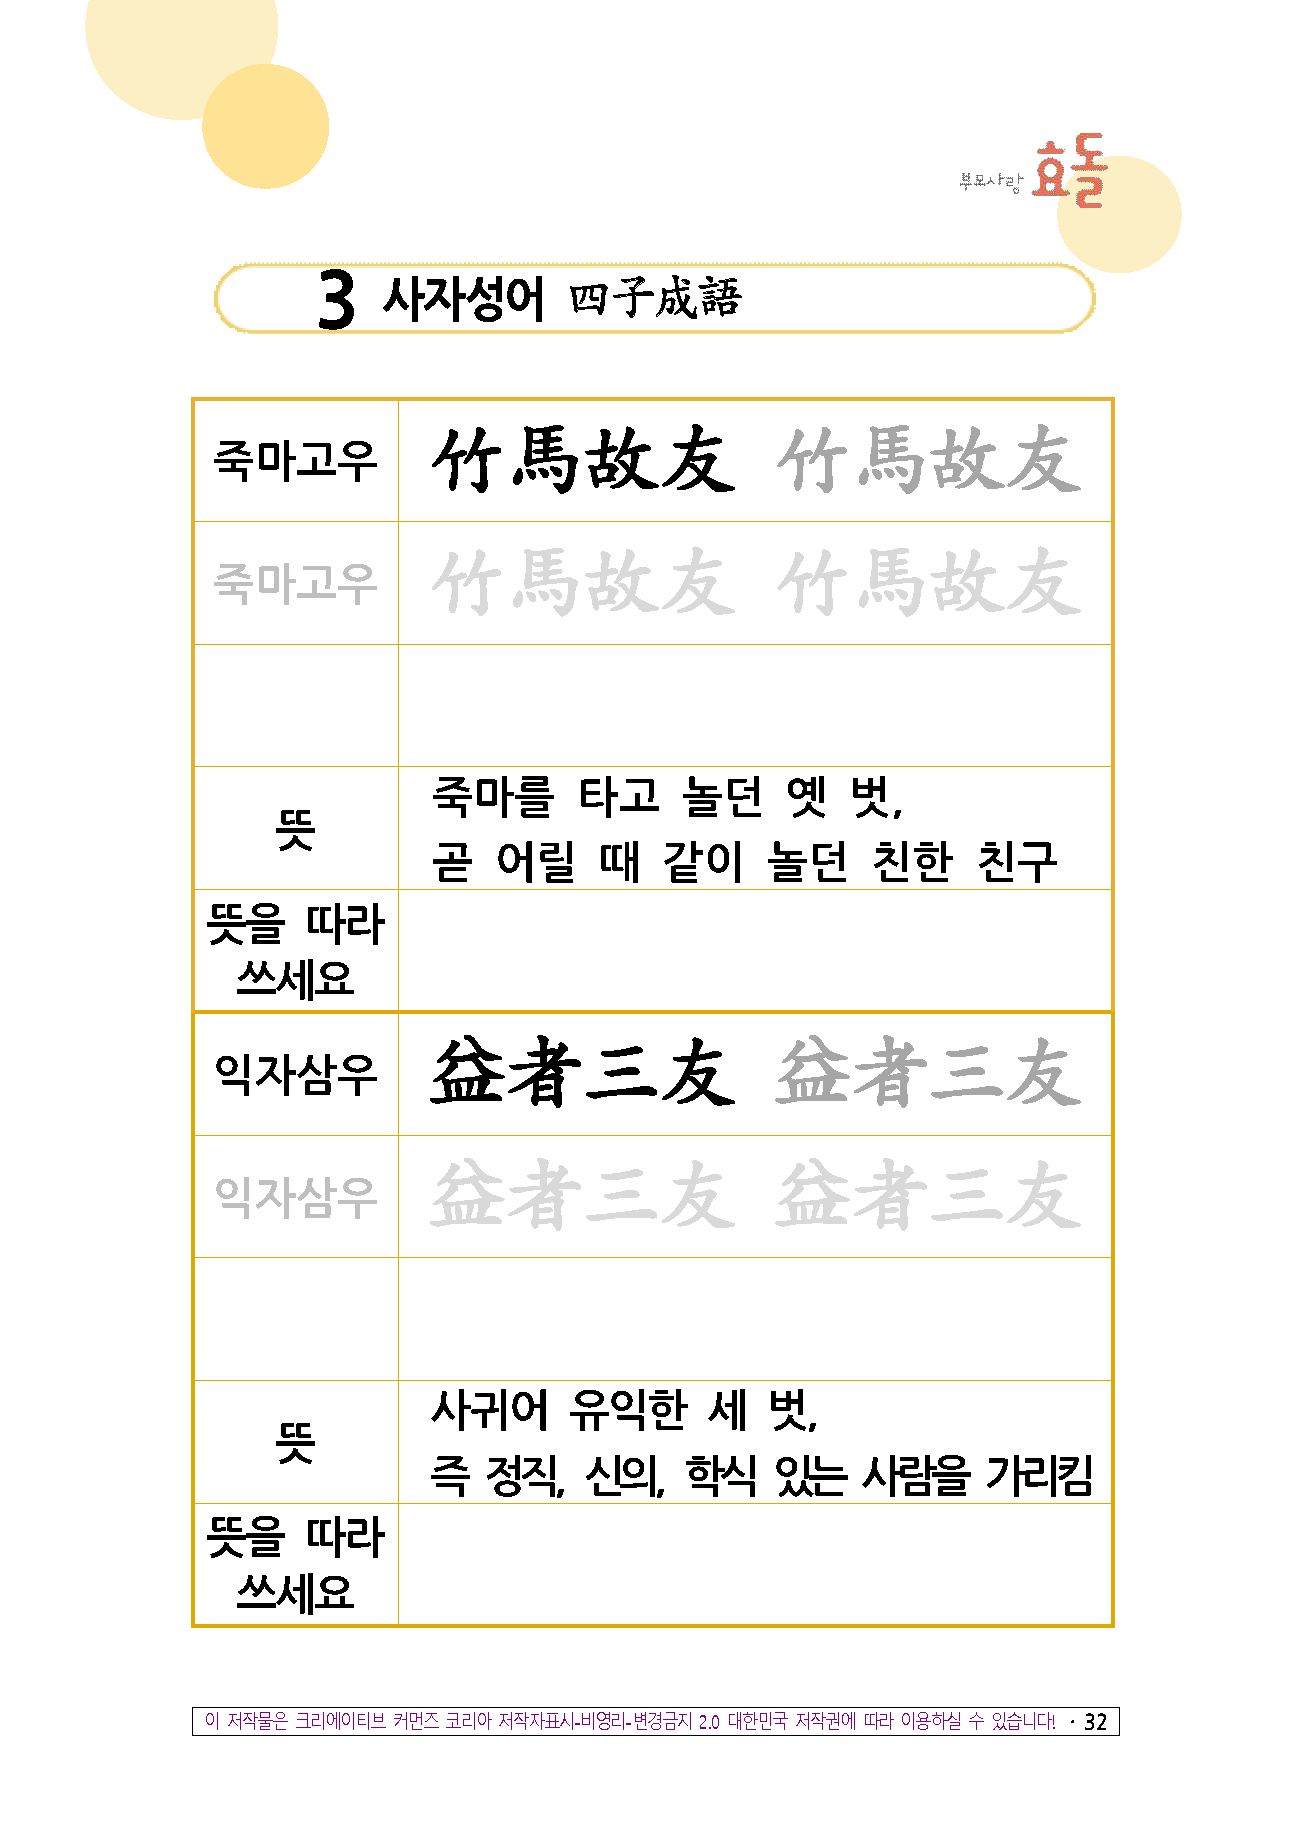 부모사랑 효돌
3 사자성어 四子成語
죽마고우 竹馬故友 竹馬故友
죽마고우 竹馬故友 竹馬故友
뜻
죽마를 타고 놀던 옛 벗,
곧 어릴 때 같이 놀던 친한 친구
뜻을 따라
쓰세요
익자삼우 益者三友 益者三友
익자삼우 益者三友 益者三友
뜻
사귀어 유익한 세 벗,
즉 정직, 신의, 학식 있는 사람을 가리킴
뜻을 따라
쓰세요
이 저작물은 크리에이티브 커먼즈 코리아 저작자표시-비영리-변경금지 2.0 대한민국 저작권에 따라 이용하실 수 있습니다! · 32